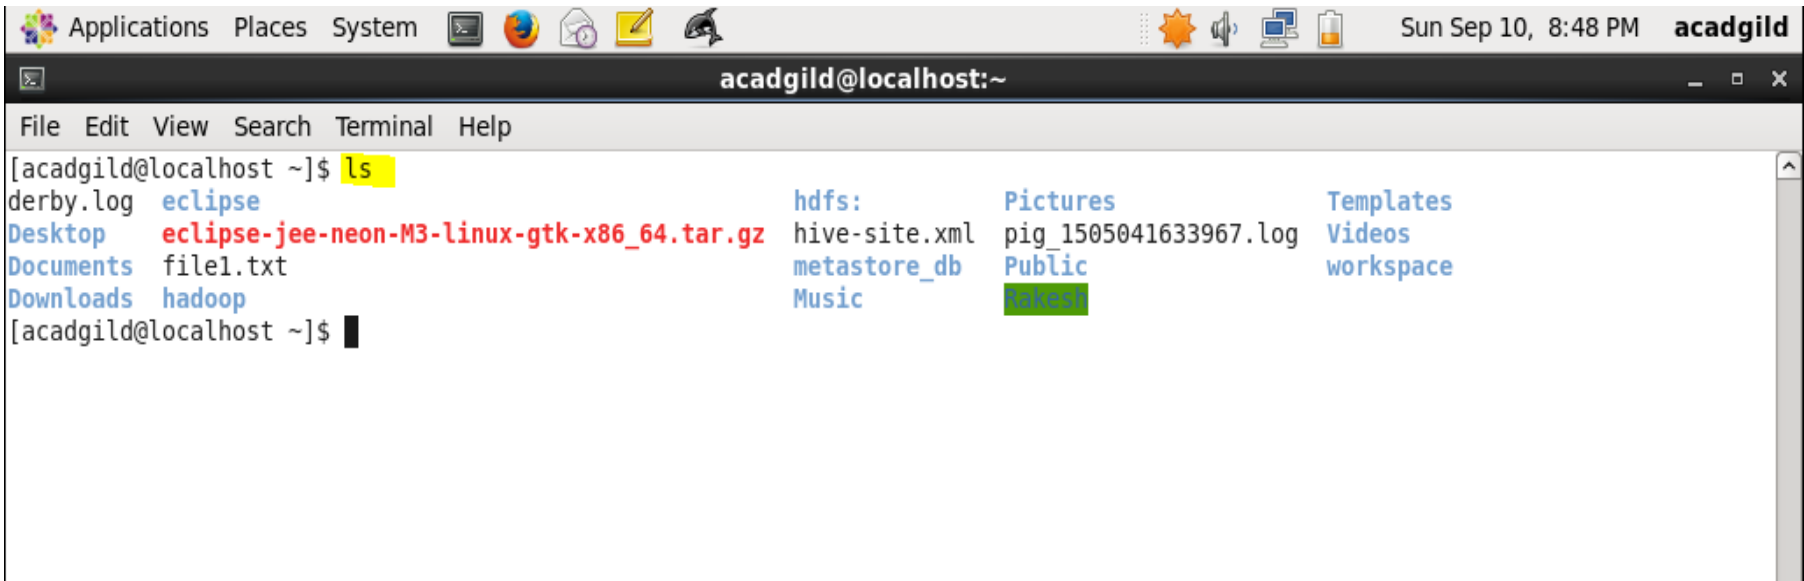 Applications Places System Sun Sep 10, 8:48 PM acadgild
acadgild@localhost:~
File Edit View Search Terminal Help
[acadgild@localhost ~]$ ls
derby.log eclipse hdfs: Pictures Templates
Desktop eclipse-jee-neon-M3-linux-gtk-x86_64.tar.gz hive-site.xml pig_1505041633967.log Videos
Documents file1.txt metastore_db Public workspace
Downloads hadoop Music Rakesh
[acadgild@localhost ~]$